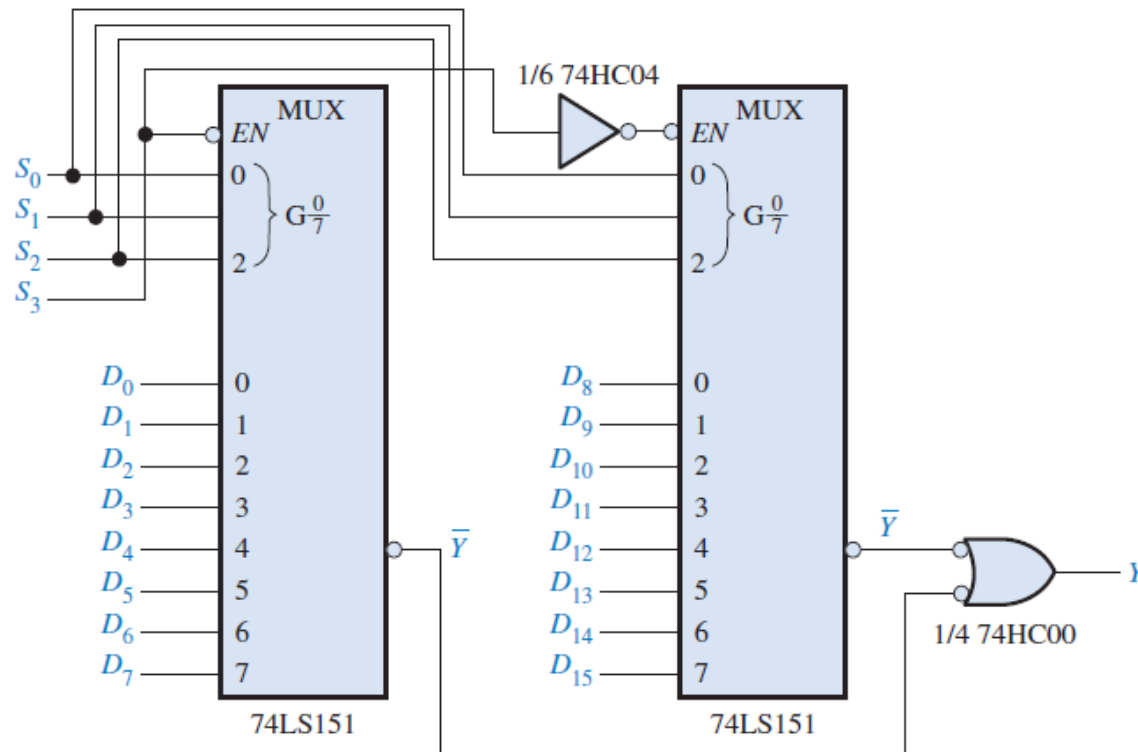 1/6 74HC04
MUX
EN
0
G 0/7
2
S₀
S₁
S₂
S₃
D₀ 0
D₁ 1
D₂ 2
D₃ 3
D₄ 4
D₅ 5
D₆ 6
D₇ 7
Y̅
74LS151
MUX
EN
0
G 0/7
2
D₈ 0
D₉ 1
D₁₀ 2
D₁₁ 3
D₁₂ 4
D₁₃ 5
D₁₄ 6
D₁₅ 7
Y̅
74LS151
Y
1/4 74HC00